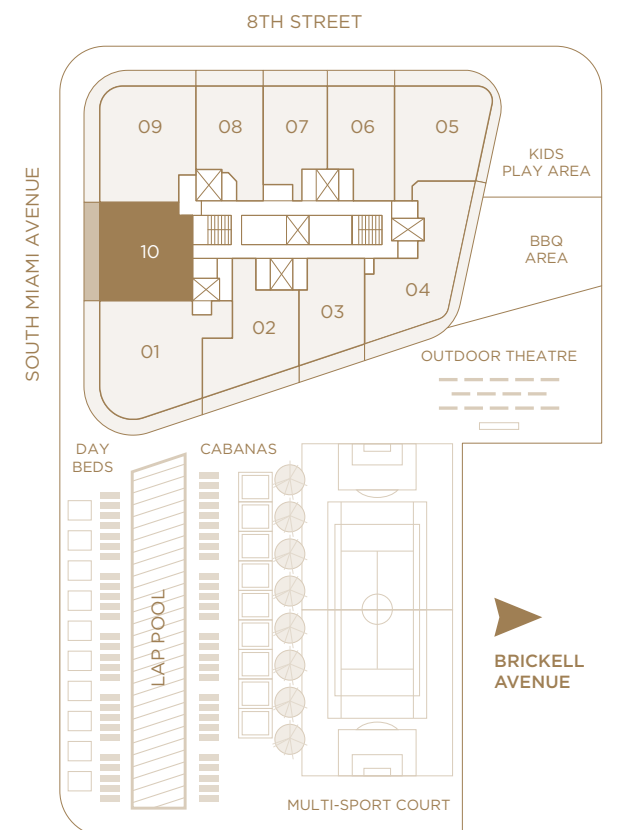 8TH STREET
09
08
07
06
05
KIDS
PLAY AREA
SOUTH MIAMI AVENUE
10
BBQ
AREA
04
03
02
01
OUTDOOR THEATRE
DAY
BEDS
CABANAS
LAP POOL
BRICKELL
AVENUE
MULTI-SPORT COURT